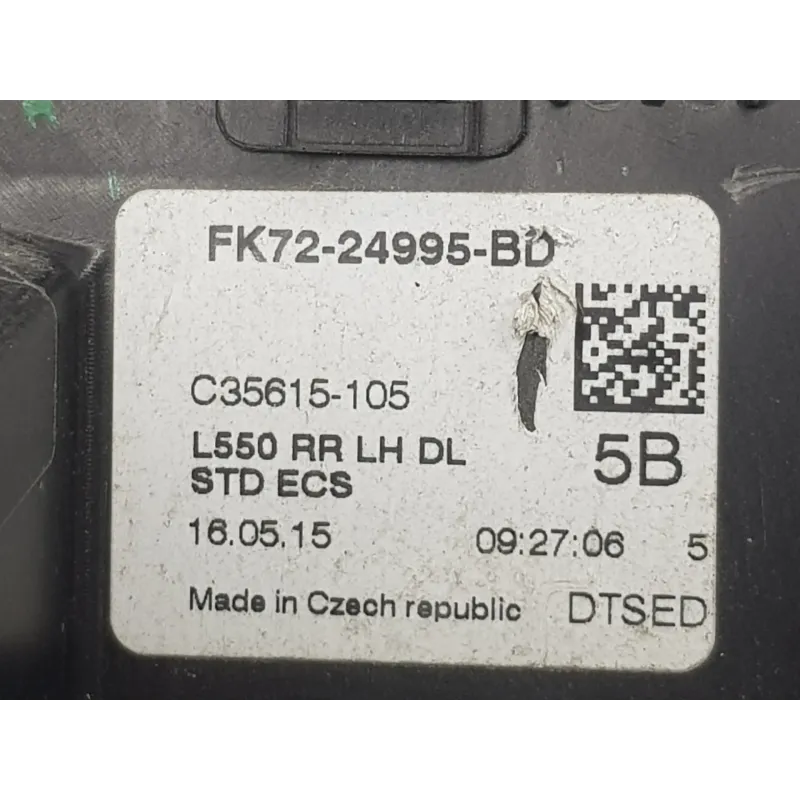 FK72-24995-BD
C35615-105
L550 RR LH DL
STD ECS
5B
16.05.15 09:27:06 5
Made in Czech republic DTSED